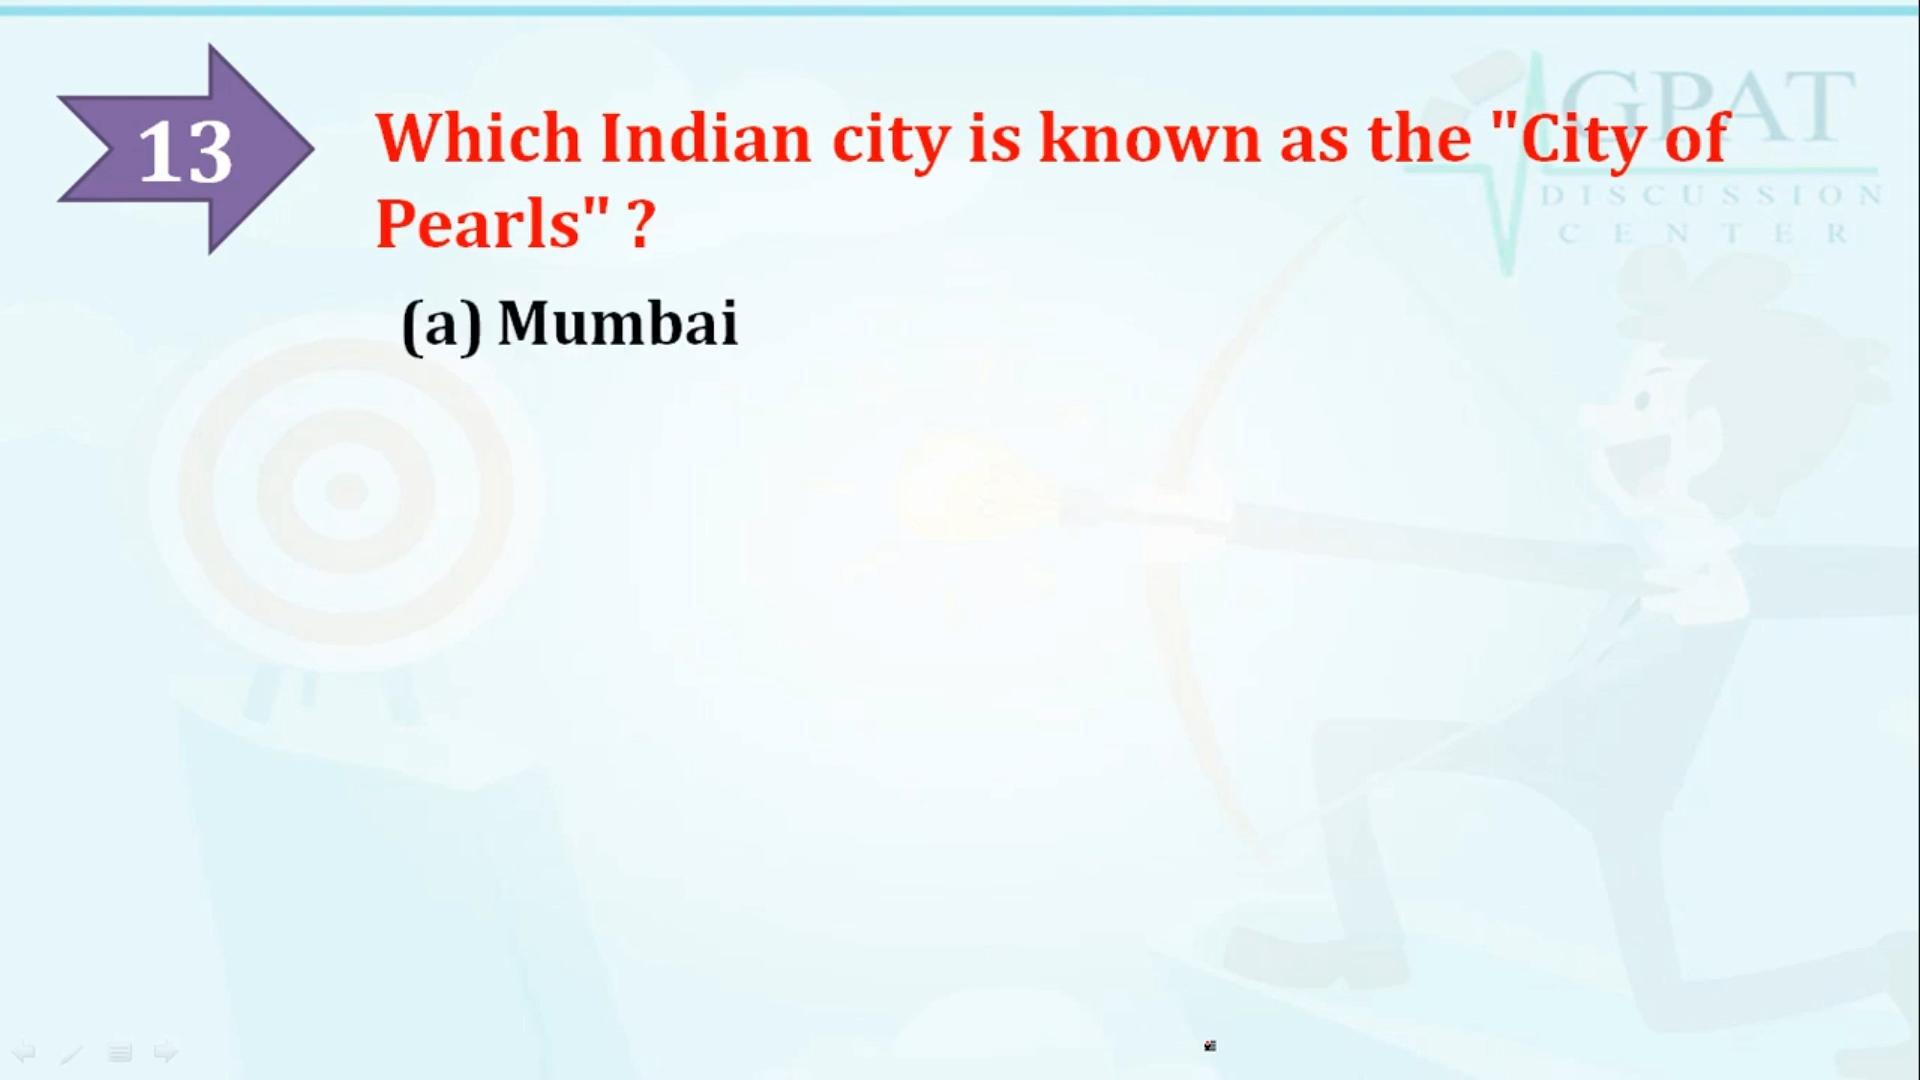 13
Which Indian city is known as the "City of
Pearls" ?
(a) Mumbai
GPAT
DISCUSSION
CENTER